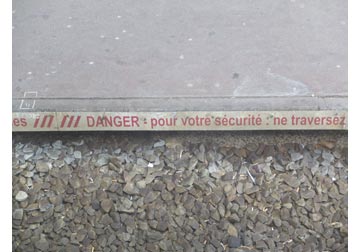 es DANGER : pour votre sécurité : ne traversez